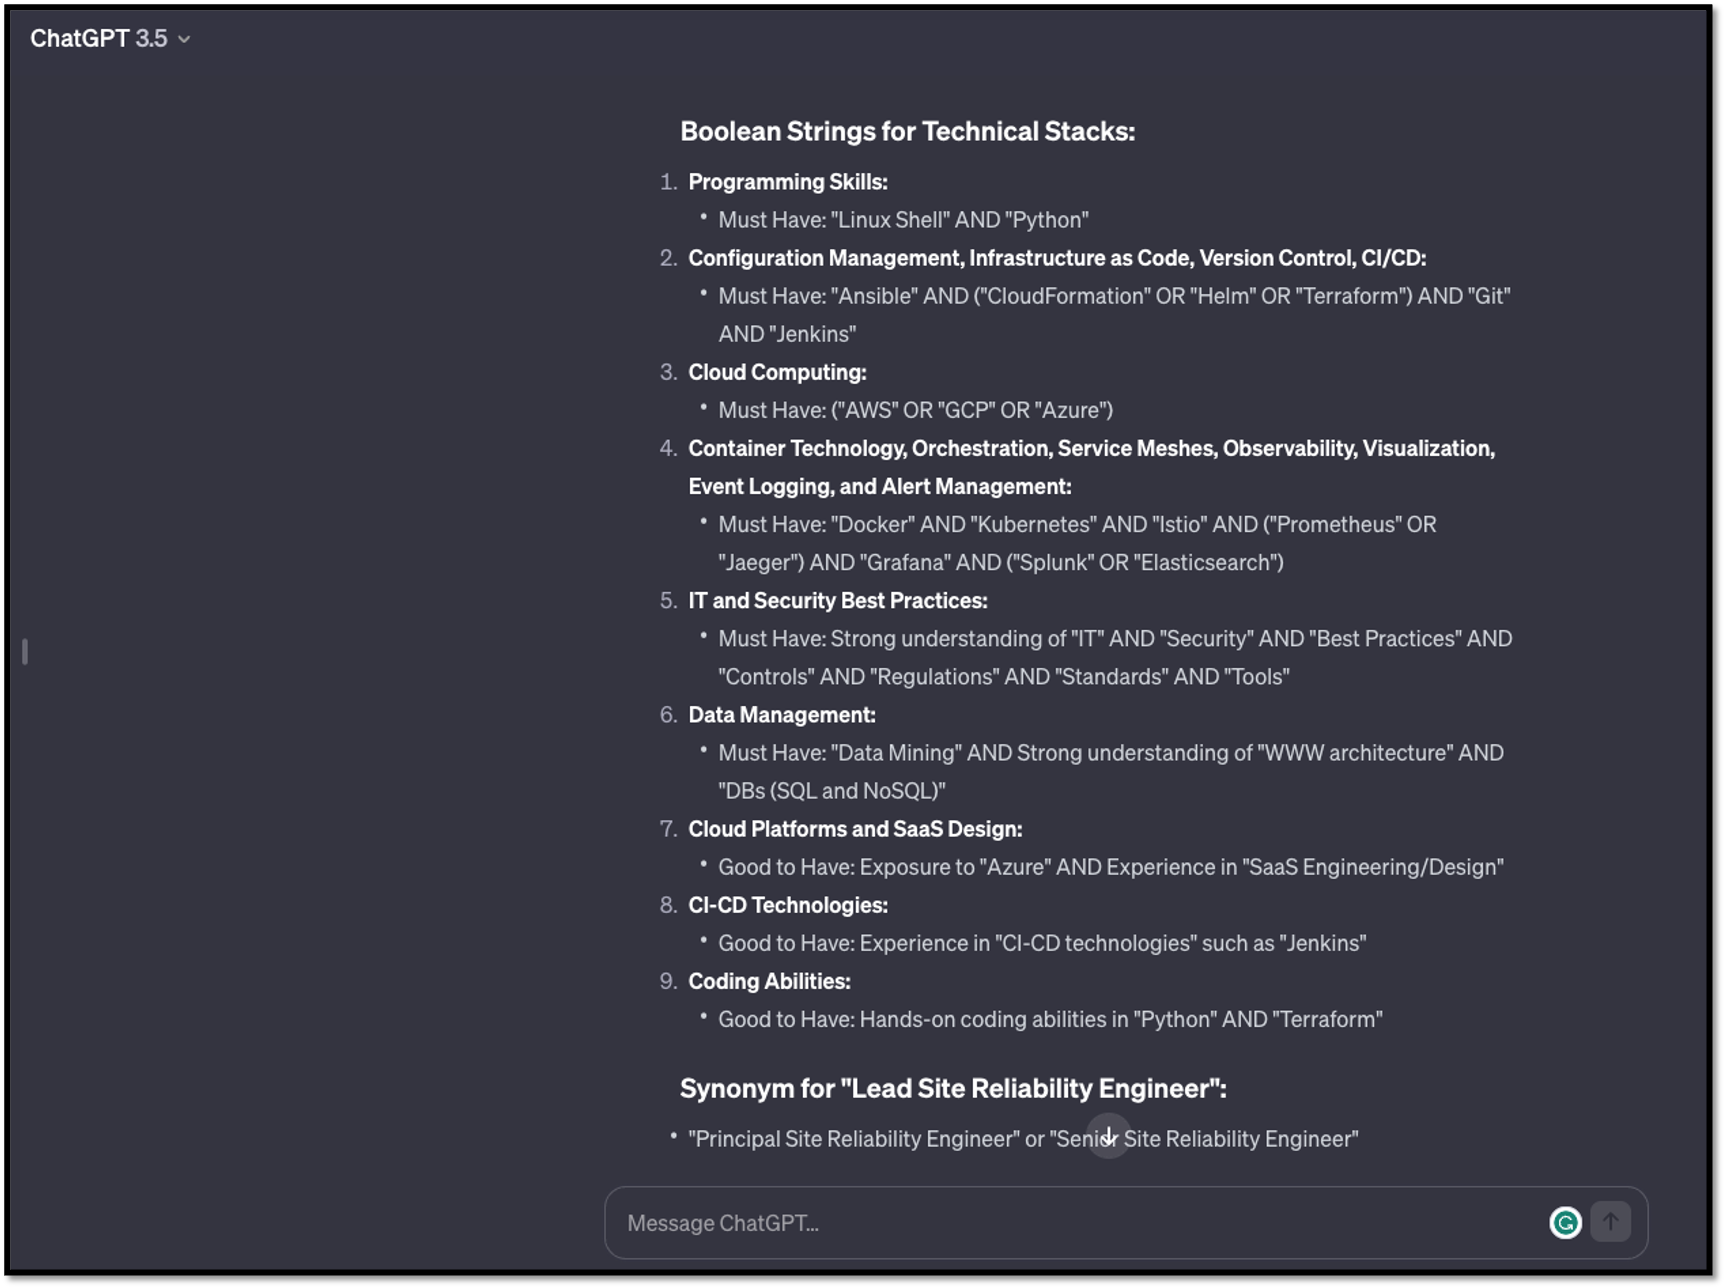 ChatGPT 3.5
Boolean Strings for Technical Stacks:
1. Programming Skills:
• Must Have: "Linux Shell" AND "Python"
2. Configuration Management, Infrastructure as Code, Version Control, CI/CD:
• Must Have: "Ansible" AND ("CloudFormation" OR "Helm" OR "Terraform") AND "Git"
AND "Jenkins"
3. Cloud Computing:
• Must Have: ("AWS" OR "GCP" OR "Azure")
4. Container Technology, Orchestration, Service Meshes, Observability, Visualization,
Event Logging, and Alert Management:
• Must Have: "Docker" AND "Kubernetes" AND "Istio" AND ("Prometheus" OR
"Jaeger") AND "Grafana" AND ("Splunk" OR "Elasticsearch")
5. IT and Security Best Practices:
• Must Have: Strong understanding of "IT" AND "Security" AND "Best Practices" AND
"Controls" AND "Regulations" AND "Standards" AND "Tools"
6. Data Management:
• Must Have: "Data Mining" AND Strong understanding of "WWW architecture" AND
"DBs (SQL and NoSQL)"
7. Cloud Platforms and SaaS Design:
• Good to Have: Exposure to "Azure" AND Experience in "SaaS Engineering/Design"
8. CI-CD Technologies:
• Good to Have: Experience in "CI-CD technologies" such as "Jenkins"
9. Coding Abilities:
• Good to Have: Hands-on coding abilities in "Python" AND "Terraform"
Synonym for "Lead Site Reliability Engineer":
• "Principal Site Reliability Engineer" or "Senior Site Reliability Engineer"
Message ChatGPT...